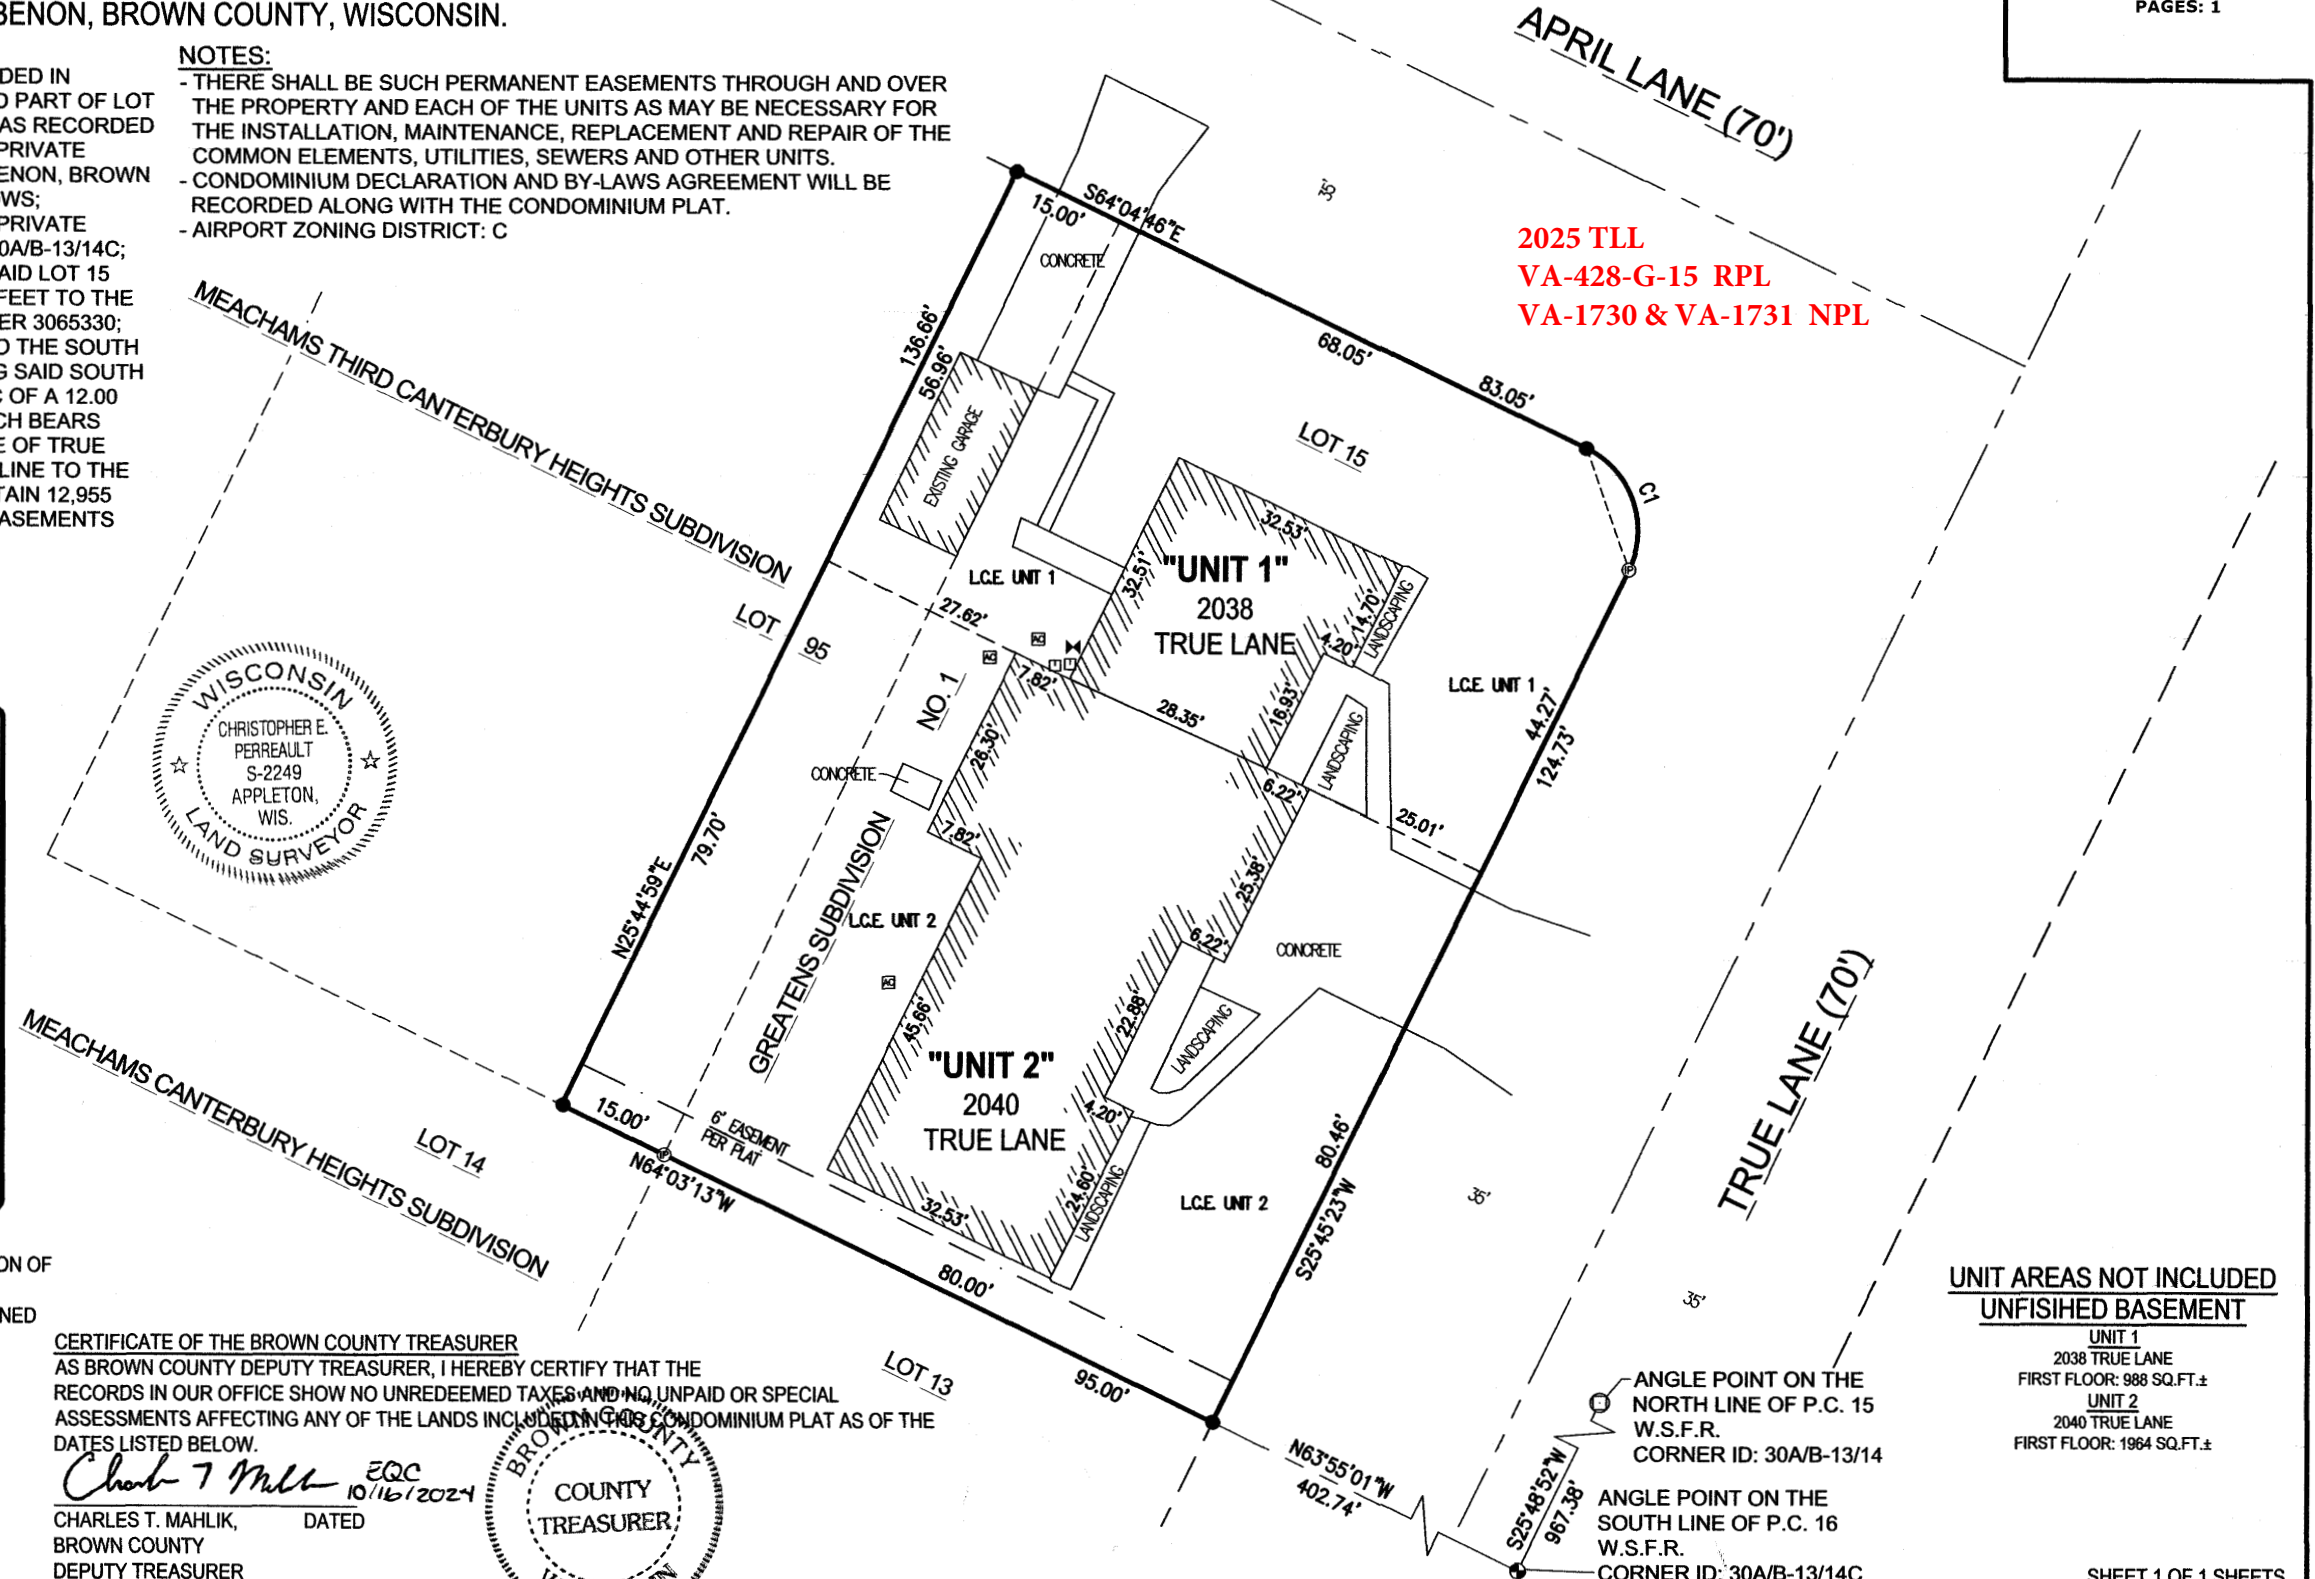 BENON, BROWN COUNTY, WISCONSIN.
PAGES: 1
DED IN
PART OF LOT
AS RECORDED
PRIVATE
ENON, BROWN
WS;
PRIVATE
0A/B-13/14C;
AID LOT 15
FEET TO THE
ER 3065330;
THE SOUTH
G SAID SOUTH
OF A 12.00
CH BEARS
E OF TRUE
LINE TO THE
TAIN 12,955
ASEMENTS
NOTES:
- THERE SHALL BE SUCH PERMANENT EASEMENTS THROUGH AND OVER
THE PROPERTY AND EACH OF THE UNITS AS MAY BE NECESSARY FOR
THE INSTALLATION, MAINTENANCE, REPLACEMENT AND REPAIR OF THE
COMMON ELEMENTS, UTILITIES, SEWERS AND OTHER UNITS.
- CONDOMINIUM DECLARATION AND BY-LAWS AGREEMENT WILL BE
RECORDED ALONG WITH THE CONDOMINIUM PLAT.
- AIRPORT ZONING DISTRICT: C
APRIL LANE (70')
35'
2025 TLL
VA-428-G-15 RPL
VA-1730 & VA-1731 NPL
S64°04'46"E
15.00'
CONCRETE
68.05'
83.05'
136.66'
56.96'
EXISTING GARAGE
LOT 15
C1
MEACHAMS THIRD CANTERBURY HEIGHTS SUBDIVISION
LOT 95
L.C.E. UNIT 1
27.62'
32.51'
32.53'
"UNIT 1"
2038
TRUE LANE
14.70'
4.20'
LANDSCAPING
L.C.E. UNIT 1
44.27'
124.73'
AC
AC
7.82'
28.35'
16.93'
LANDSCAPING
6.22'
25.01'
NO. 1
26.30'
CONCRETE
7.82'
GREATENS SUBDIVISION
79.70'
N25°44'59"E
L.C.E. UNIT 2
AC
45.66'
25.38'
6.22'
CONCRETE
22.88'
LANDSCAPING
"UNIT 2"
2040
TRUE LANE
4.20'
24.60'
LANDSCAPING
32.53'
L.C.E. UNIT 2
80.46'
S25°45'23"W
TRUE LANE (70')
35'
35'
15.00'
IP
IP
6' EASEMENT
PER PLAT
N64°03'13"W
80.00'
95.00'
LOT 14
MEACHAMS CANTERBURY HEIGHTS SUBDIVISION
LOT 13
N63°55'01"W
402.74'
S25°48'52"W
967.38'
WISCONSIN
CHRISTOPHER E.
PERREAULT
S-2249
APPLETON,
WIS.
LAND SURVEYOR
ON OF
NED
CERTIFICATE OF THE BROWN COUNTY TREASURER
AS BROWN COUNTY DEPUTY TREASURER, I HEREBY CERTIFY THAT THE
RECORDS IN OUR OFFICE SHOW NO UNREDEEMED TAXES AND NO UNPAID OR SPECIAL
ASSESSMENTS AFFECTING ANY OF THE LANDS INCLUDED IN THIS CONDOMINIUM PLAT AS OF THE
DATES LISTED BELOW.
EQC
10/16/2024
CHARLES T. MAHLIK, DATED
BROWN COUNTY
DEPUTY TREASURER
BROWN COUNTY
COUNTY
TREASURER
UNIT AREAS NOT INCLUDED
UNFISIHED BASEMENT
UNIT 1
2038 TRUE LANE
FIRST FLOOR: 988 SQ.FT.±
UNIT 2
2040 TRUE LANE
FIRST FLOOR: 1964 SQ.FT.±
ANGLE POINT ON THE
NORTH LINE OF P.C. 15
W.S.F.R.
CORNER ID: 30A/B-13/14
ANGLE POINT ON THE
SOUTH LINE OF P.C. 16
W.S.F.R.
CORNER ID: 30A/B-13/14C
SHEET 1 OF 1 SHEETS